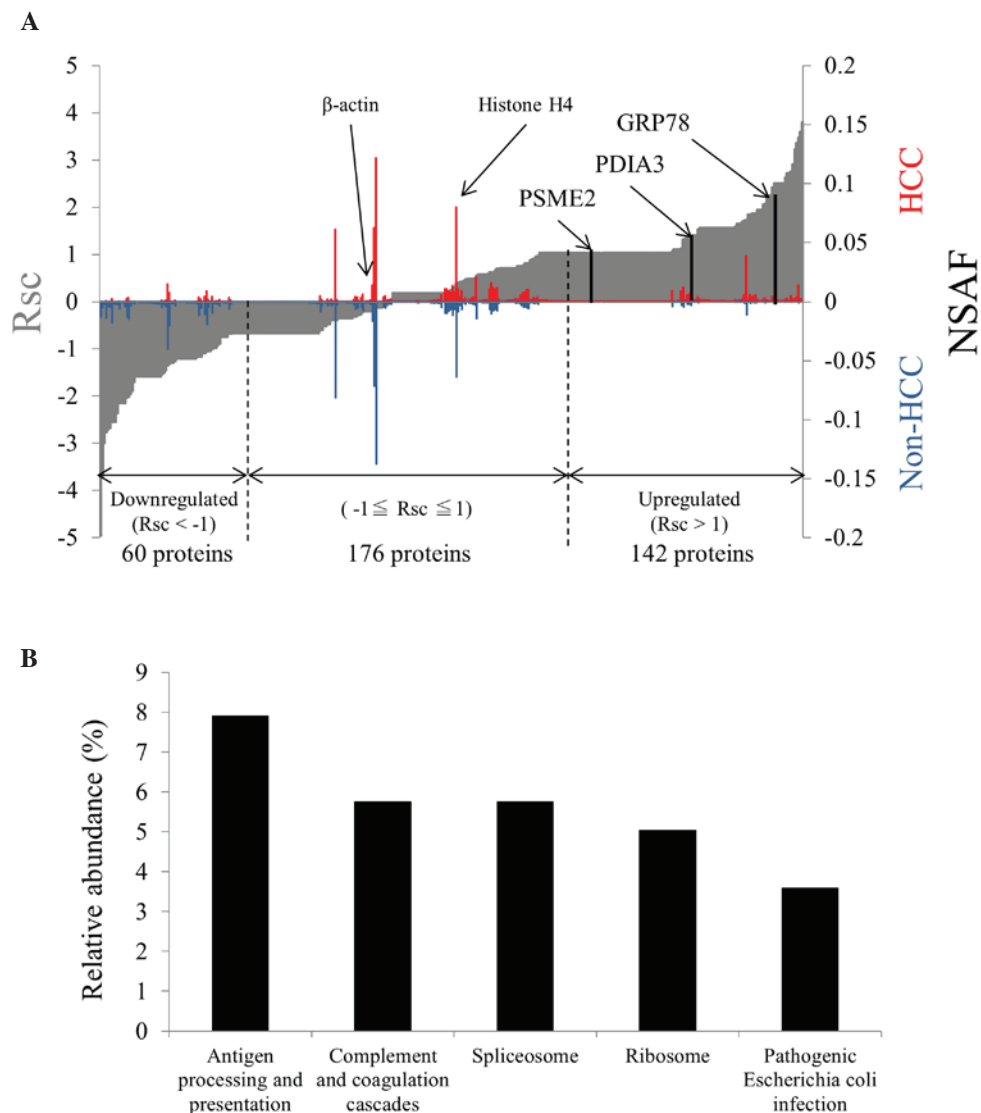 A
5
4
3
2
1
0
-1
-2
-3
-4
-5
Rsc
β-actin
Histone H4
GRP78
PDIA3
PSME2
0.2
0.15
0.1
0.05
0
-0.05
-0.1
-0.15
-0.2
HCC
Non-HCC
NSAF
Downregulated
(Rsc < -1)
60 proteins
( -1≦ Rsc ≦1)
176 proteins
Upregulated
(Rsc > 1)
142 proteins
B
9
8
7
6
5
4
3
2
1
0
Relative abundance (%)
Antigen
processing and
presentation
Complement
and coagulation
cascades
Spliceosome
Ribosome
Pathogenic
Escherichia coli
infection